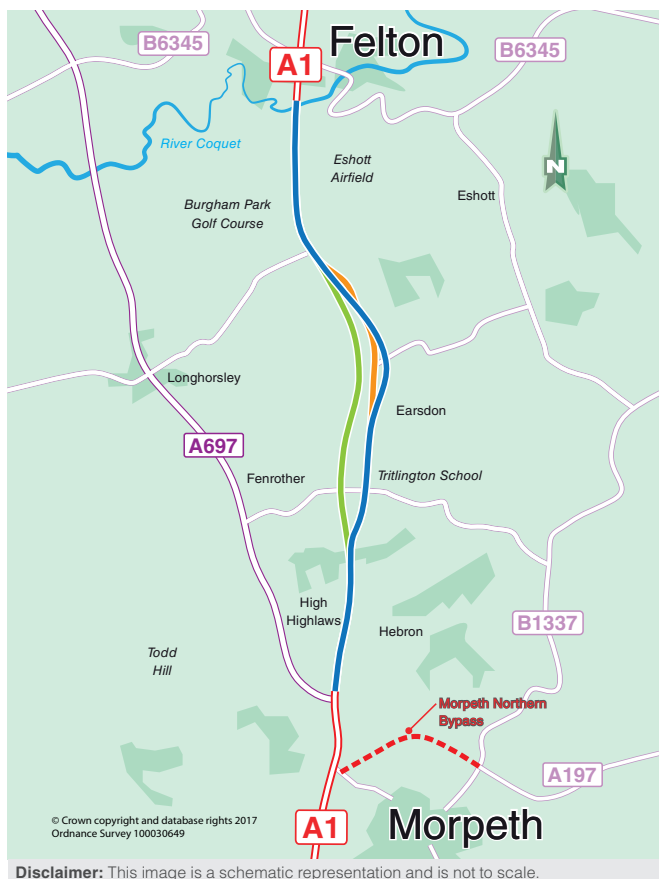 B6345
Felton
A1
B6345
River Coquet
Eshott
Airfield
N
Burgham Park
Golf Course
Eshott
Longhorsley
Earsdon
A697
Fenrother
Tritlington School
High
Highlaws
Hebron
B1337
Todd
Hill
Morpeth Northern
Bypass
A197
© Crown copyright and database rights 2017
Ordnance Survey 100030649
A1
Morpeth
Disclaimer: This image is a schematic representation and is not to scale.